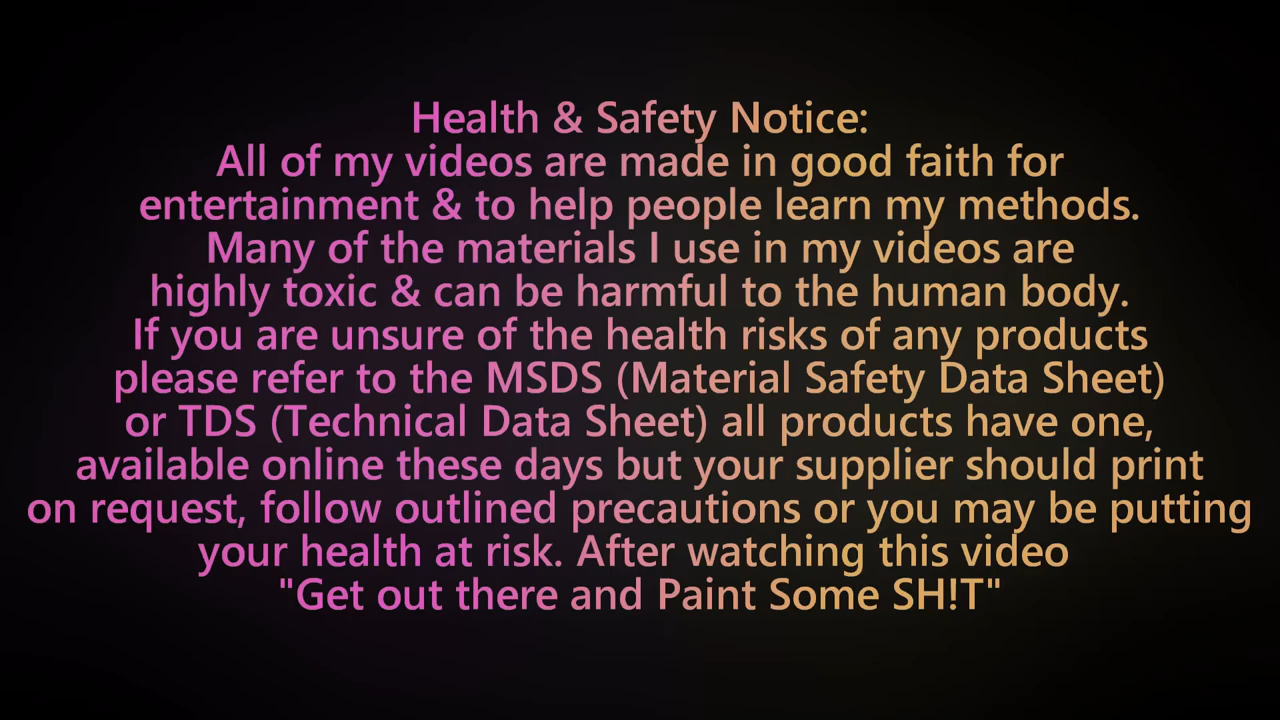 Health & Safety Notice:
All of my videos are made in good faith for
entertainment & to help people learn my methods.
Many of the materials I use in my videos are
highly toxic & can be harmful to the human body.
If you are unsure of the health risks of any products
please refer to the MSDS (Material Safety Data Sheet)
or TDS (Technical Data Sheet) all products have one,
available online these days but your supplier should print
on request, follow outlined precautions or you may be putting
your health at risk. After watching this video
"Get out there and Paint Some SH!T"